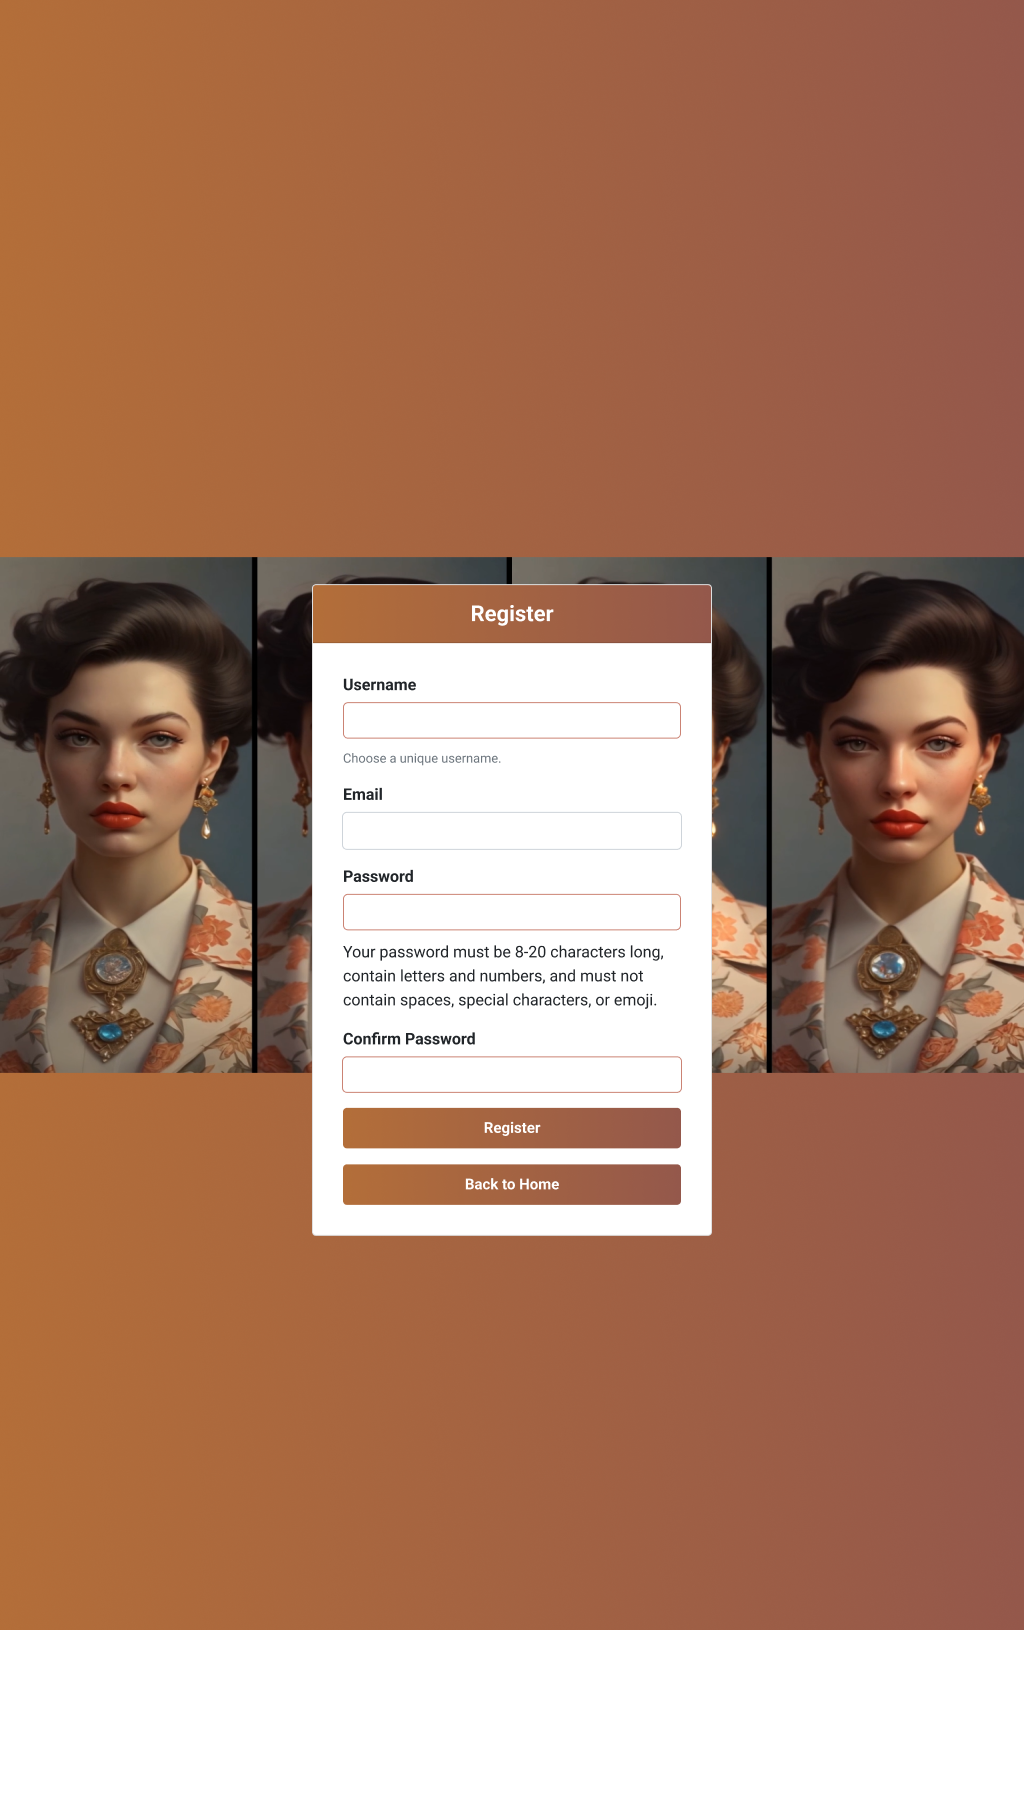 Register
Username
Choose a unique username.
Email
Password
Your password must be 8-20 characters long,
contain letters and numbers, and must not
contain spaces, special characters, or emoji.
Confirm Password
Register
Back to Home